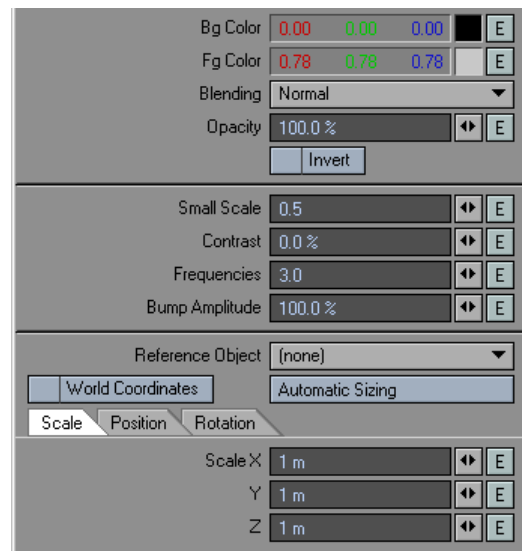 Bg Color 0.00 0.00 0.00 E
Fg Color 0.78 0.78 0.78 E
Blending Normal
Opacity 100.0 % E
Invert
Small Scale 0.5 E
Contrast 0.0 % E
Frequencies 3.0 E
Bump Amplitude 100.0 % E
Reference Object (none)
World Coordinates Automatic Sizing
Scale Position Rotation
Scale X 1 m E
Y 1 m E
Z 1 m E